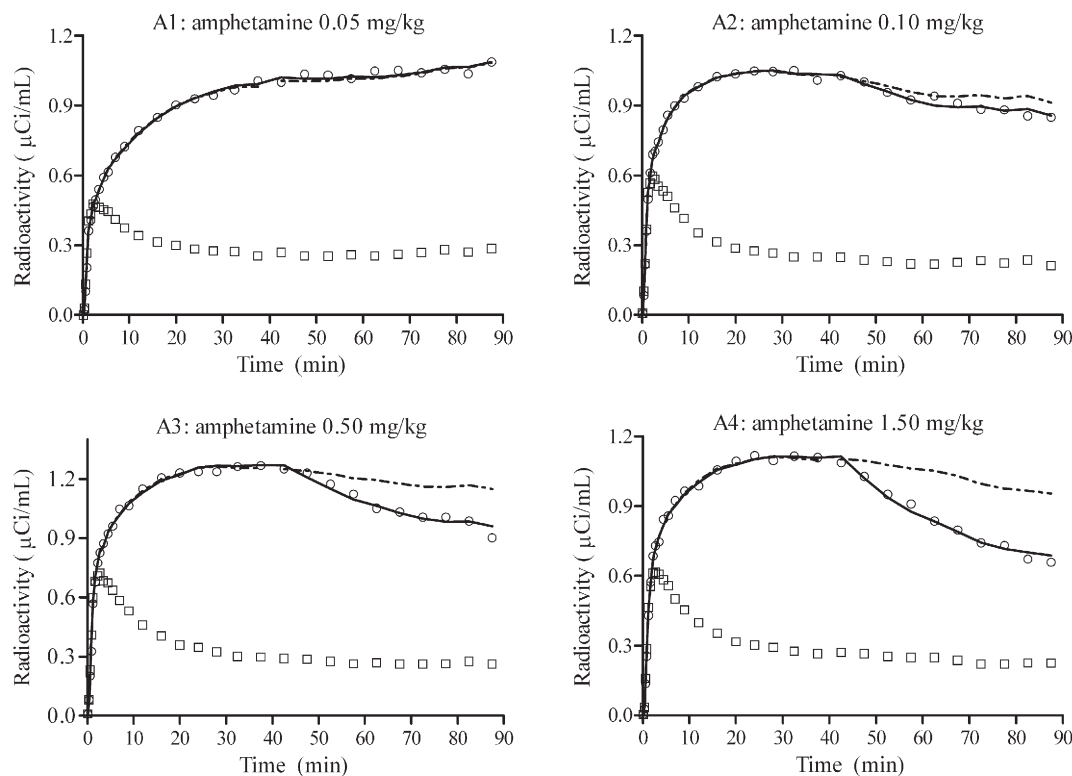 A1: amphetamine 0.05 mg/kg
Radioactivity ( μCi/mL)
1.2
0.9
0.6
0.3
0.0
0 10 20 30 40 50 60 70 80 90
Time (min)
A2: amphetamine 0.10 mg/kg
Radioactivity ( μCi/mL)
1.2
0.9
0.6
0.3
0.0
0 10 20 30 40 50 60 70 80 90
Time (min)
A3: amphetamine 0.50 mg/kg
Radioactivity ( μCi/mL)
1.2
0.9
0.6
0.3
0.0
0 10 20 30 40 50 60 70 80 90
Time (min)
A4: amphetamine 1.50 mg/kg
Radioactivity ( μCi/mL)
1.2
0.9
0.6
0.3
0.0
0 10 20 30 40 50 60 70 80 90
Time (min)